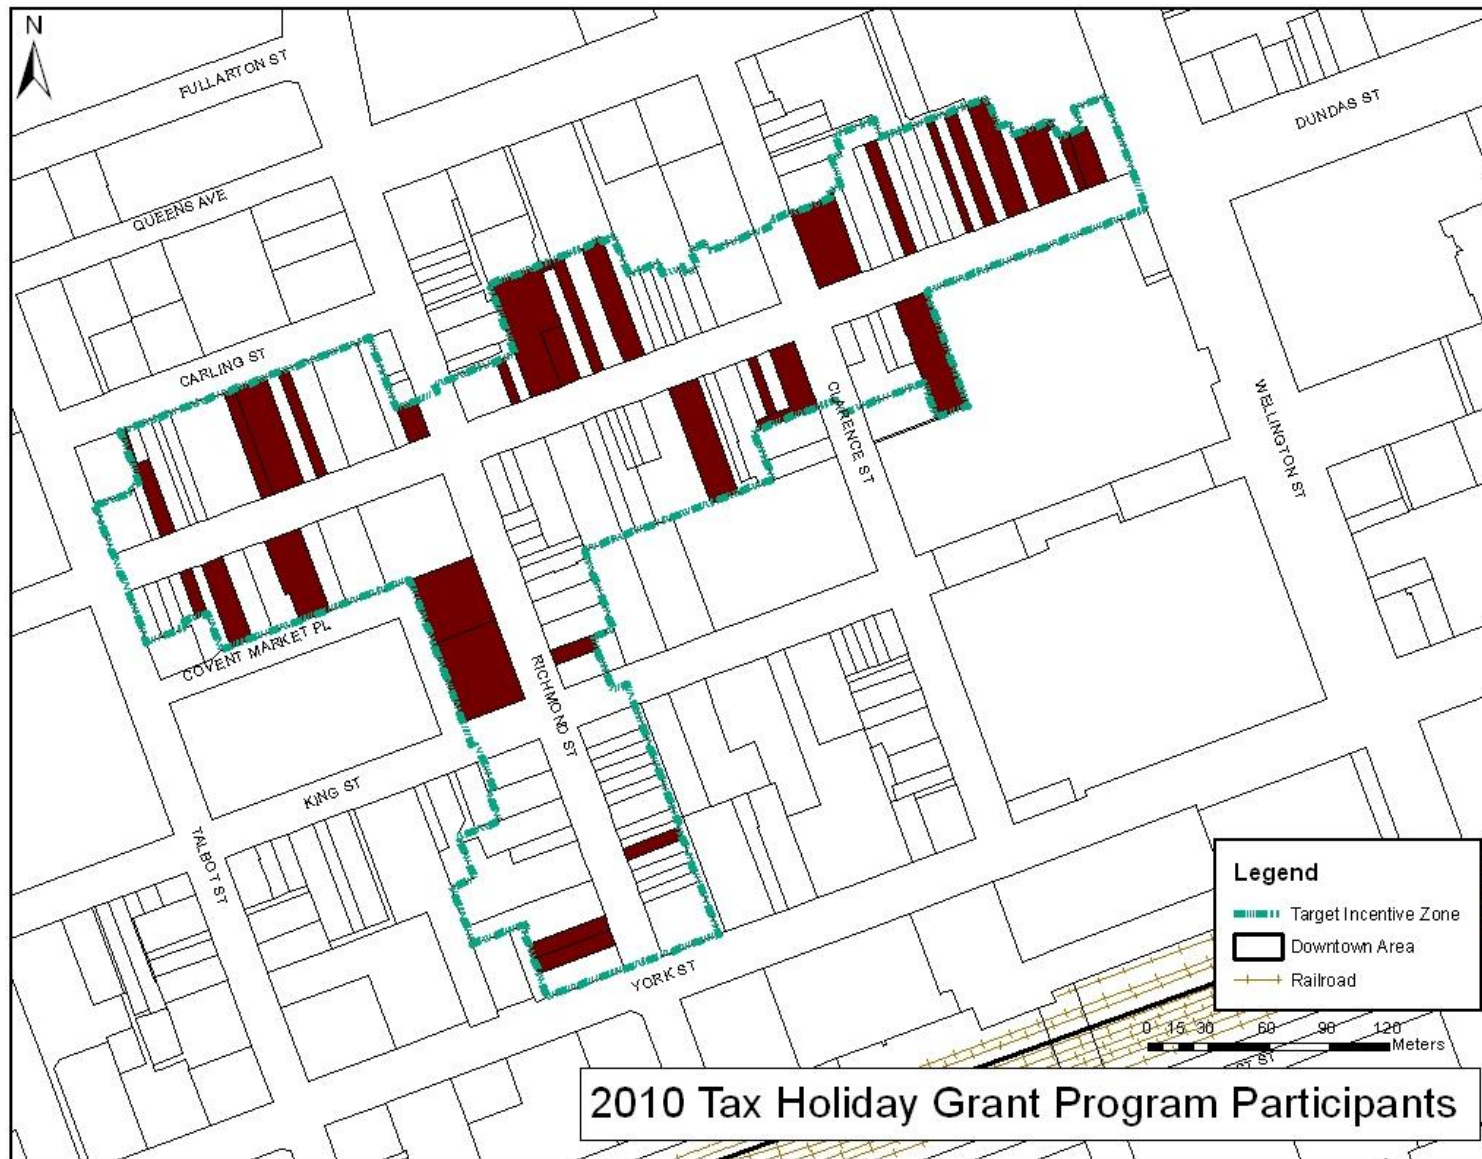 N
FULLARTON ST
DUNDAS ST
QUEENS AVE
CARLING ST
CLARENCE ST
WELLINGTON ST
COVENT MARKET PL
RICHMOND ST
KING ST
TALBOT ST
YORK ST
Legend
Target Incentive Zone
Downtown Area
Railroad
0 15 30 60 90 120
Meters
2010 Tax Holiday Grant Program Participants